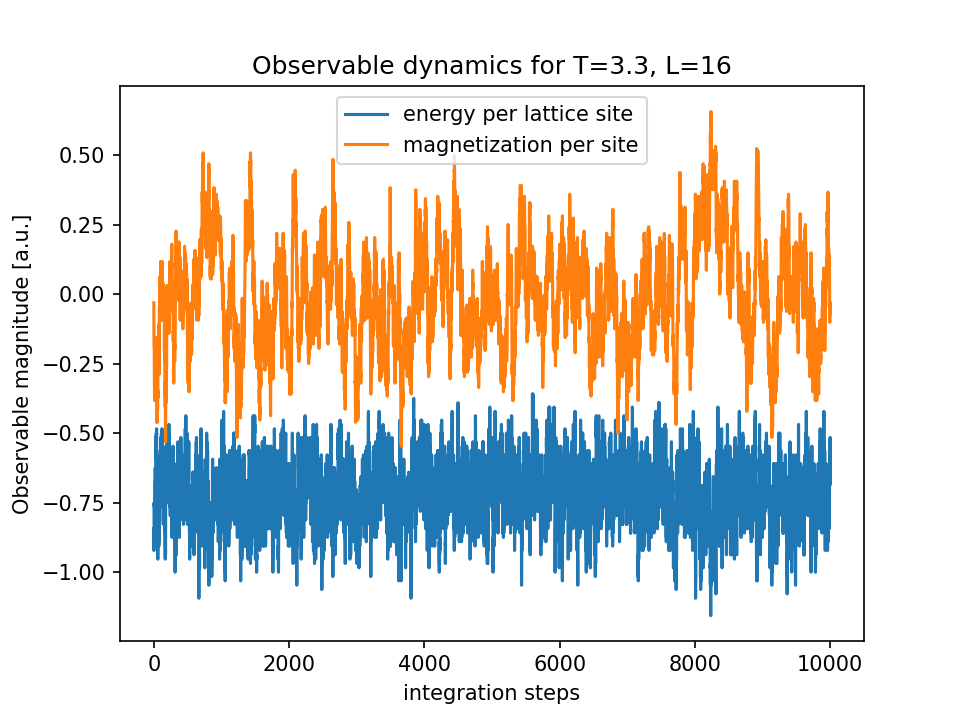 Observable dynamics for T=3.3, L=16
energy per lattice site
magnetization per site
Observable magnitude [a.u.]
0.50
0.25
0.00
−0.25
−0.50
−0.75
−1.00
0 2000 4000 6000 8000 10000
integration steps